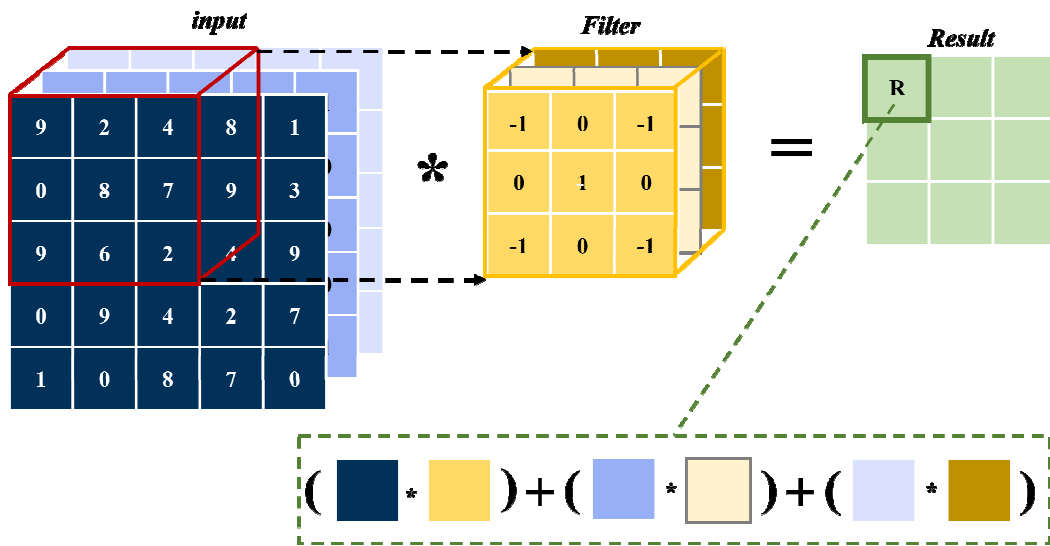 input
Filter
Result
9 2 4 8 1
0 8 7 9 3
9 6 2 4 9
0 9 4 2 7
1 0 8 7 0
*
-1 0 -1
0 1 0
-1 0 -1
=
R
( * ) + ( * ) + ( * )